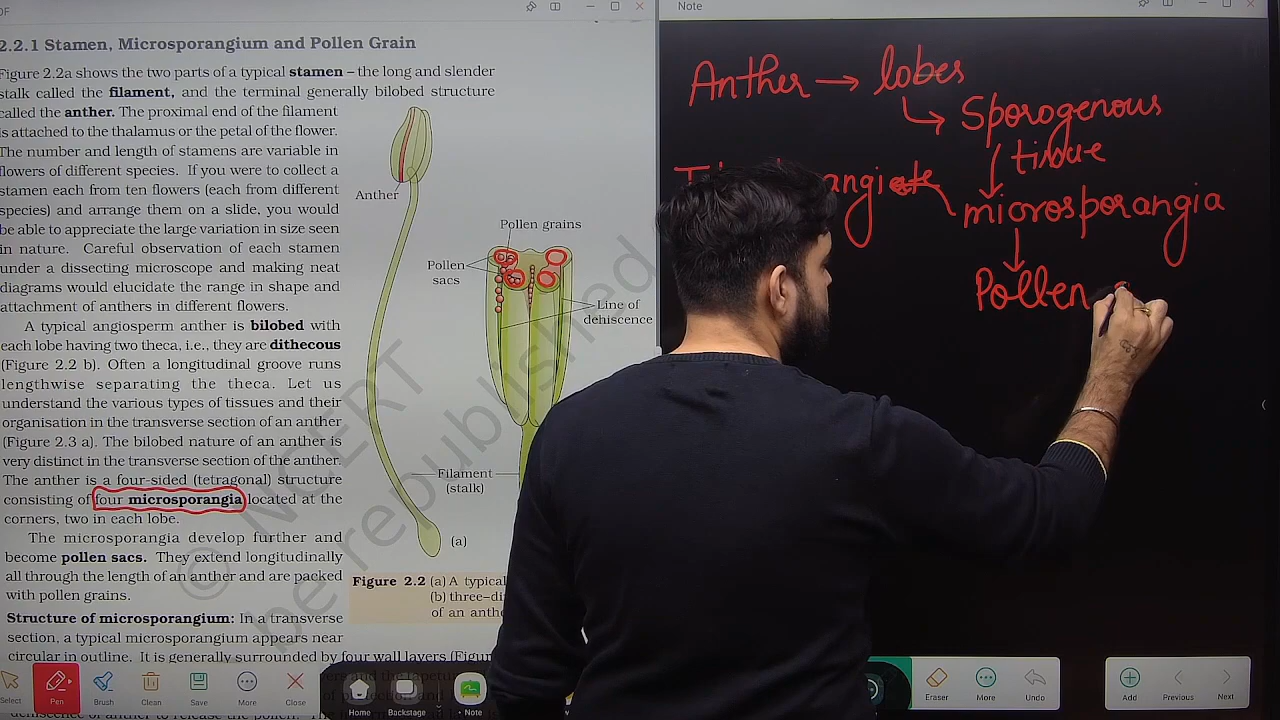 DF
2.2.1 Stamen, Microsporangium and Pollen Grain
Figure 2.2a shows the two parts of a typical stamen – the long and slender
stalk called the filament, and the terminal generally bilobed structure
called the anther. The proximal end of the filament
is attached to the thalamus or the petal of the flower.
The number and length of stamens are variable in
flowers of different species. If you were to collect a
stamen each from ten flowers (each from different
species) and arrange them on a slide, you would
be able to appreciate the large variation in size seen
in nature. Careful observation of each stamen
under a dissecting microscope and making neat
diagrams would elucidate the range in shape and
attachment of anthers in different flowers.
A typical angiosperm anther is bilobed with
each lobe having two theca, i.e., they are dithecous
(Figure 2.2 b). Often a longitudinal groove runs
lengthwise separating the theca. Let us
understand the various types of tissues and their
organisation in the transverse section of an anther
(Figure 2.3 a). The bilobed nature of an anther is
very distinct in the transverse section of the anther.
The anther is a four-sided (tetragonal) structure
consisting of four microsporangia located at the
corners, two in each lobe.
The microsporangia develop further and
become pollen sacs. They extend longitudinally
all through the length of an anther and are packed
with pollen grains.
Structure of microsporangium: In a transverse
section, a typical microsporangium appears near
circular in outline. It is generally surrounded by four wall layers (Figur
Anther
Pollen grains
Pollen
sacs
Line of
dehiscence
Filament
(stalk)
(a)
Figure 2.2 (a) A typical
(b) three-di
of an anthe
© NCERT
be republished
Note
Anther → lobes
↳ Sporogenous
tissue
microsporangia
Pollen
Select
Pen
Brush
Clean
Save
More
Close
Home
Backstage
+ Note
Eraser
More
Undo
Add
Previous
Next